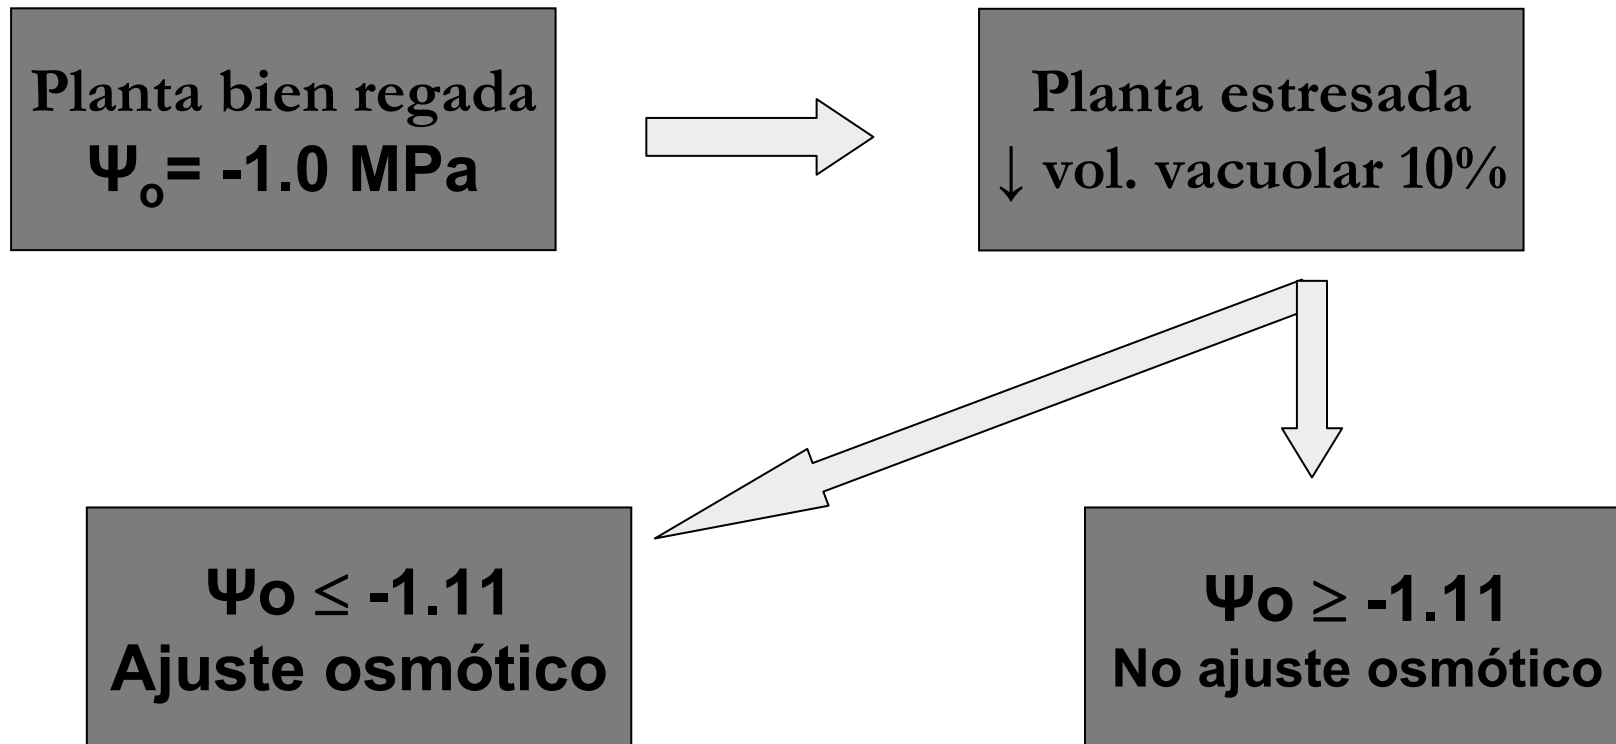 Planta bien regada
Ψo= -1.0 MPa
Planta estresada
↓ vol. vacuolar 10%
Ψo ≤ -1.11
Ajuste osmótico
Ψo ≥ -1.11
No ajuste osmótico